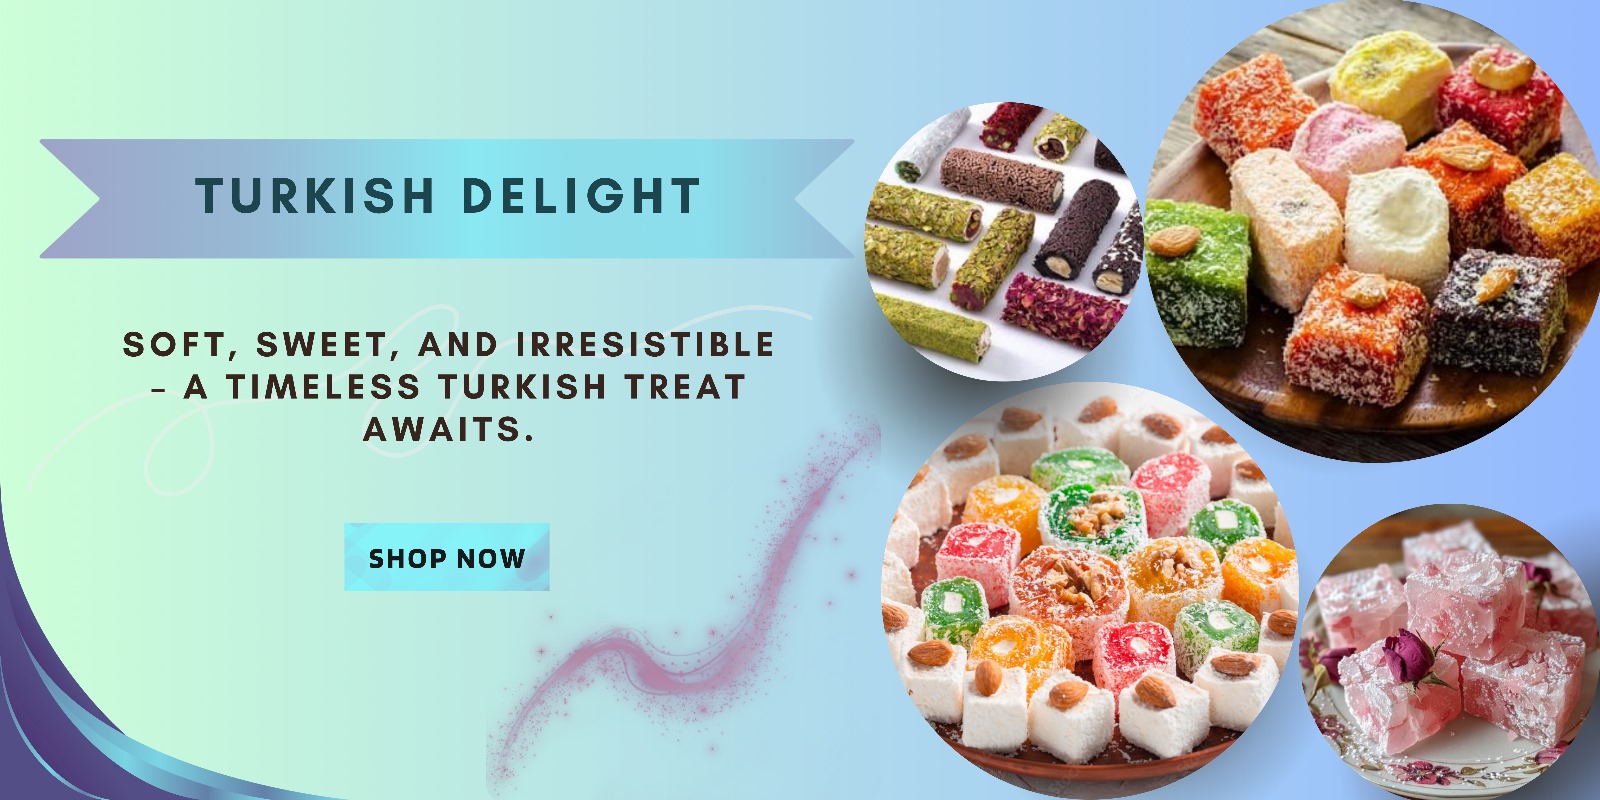 TURKISH DELIGHT
SOFT, SWEET, AND IRRESISTIBLE
– A TIMELESS TURKISH TREAT
AWAITS.
SHOP NOW